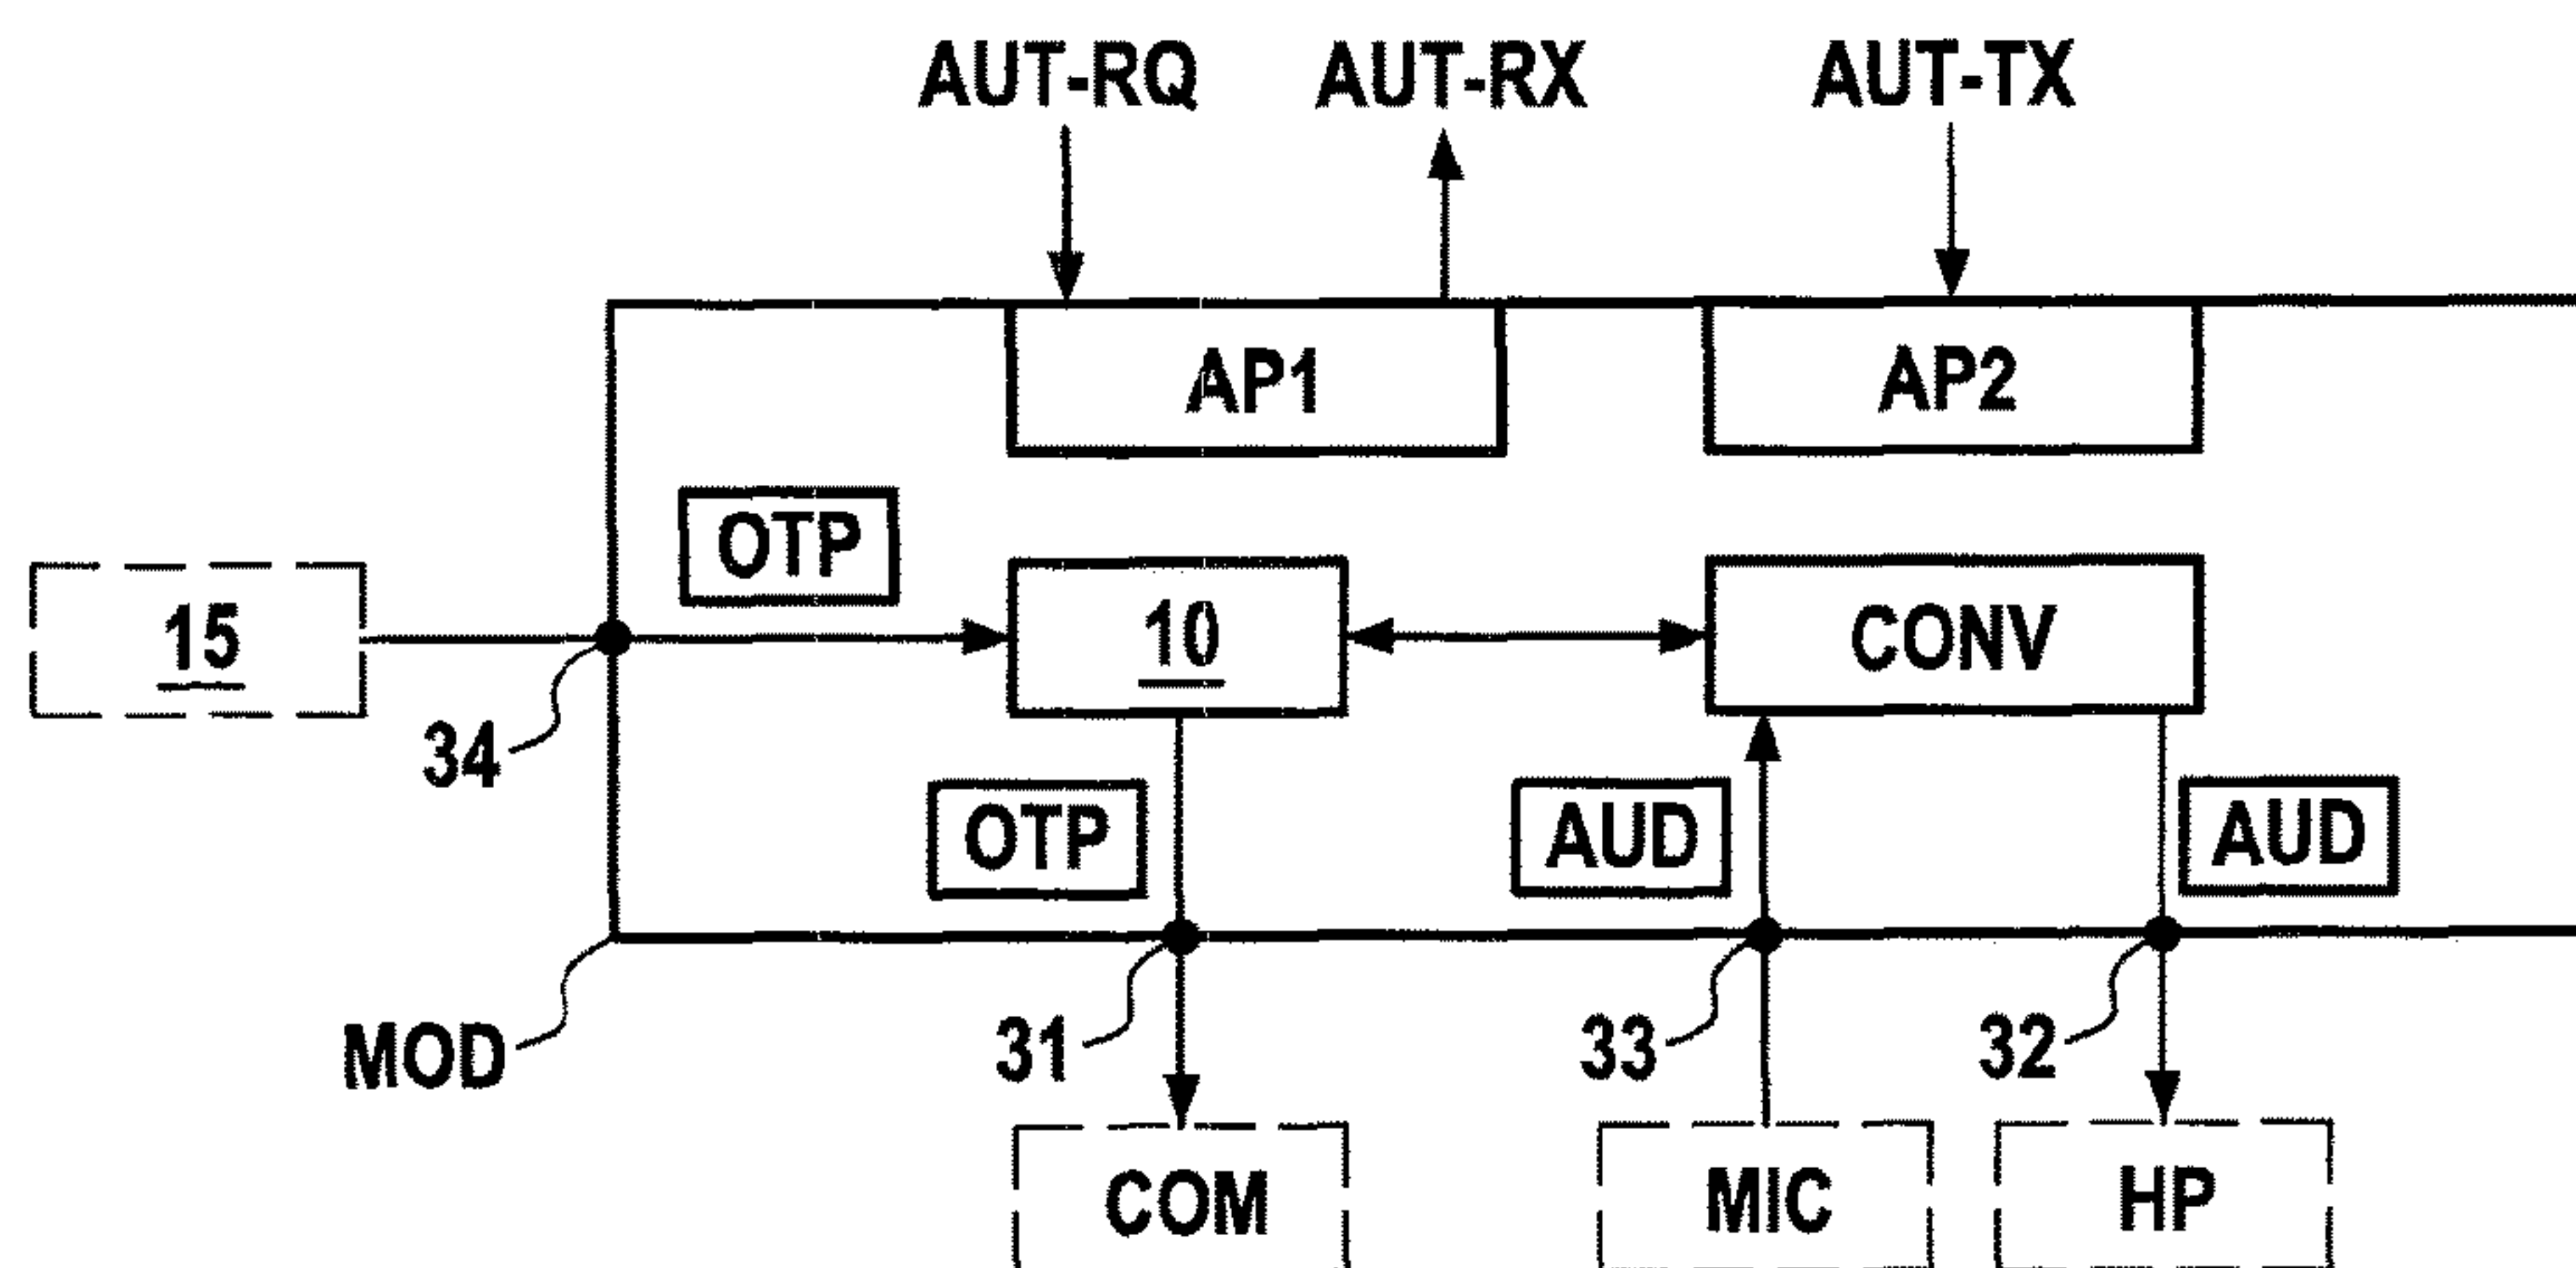 AUT-RQ AUT-RX AUT-TX
AP1 AP2
OTP
15 10 CONV
34
OTP AUD AUD
MOD 31 33 32
COM MIC HP